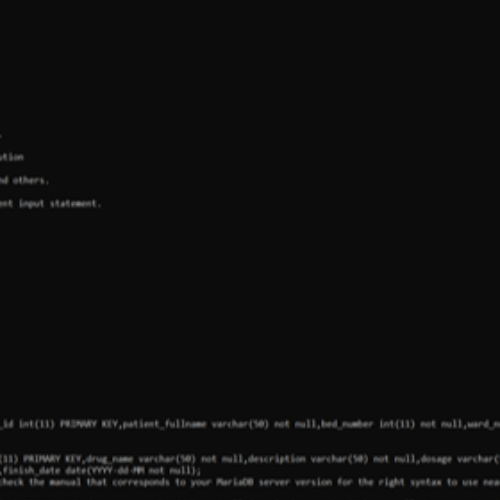 ution
nd others.
ent input statement.
_id int(11) PRIMARY KEY,patient_fullname varchar(50) not null,bed_number int(11) not null,ward_n
(11) PRIMARY KEY,drug_name varchar(50) not null,description varchar(50) not null,dosage varchar(
,finish_date date(YYYY-dd-MM not null);
check the manual that corresponds to your MariaDB server version for the right syntax to use nea